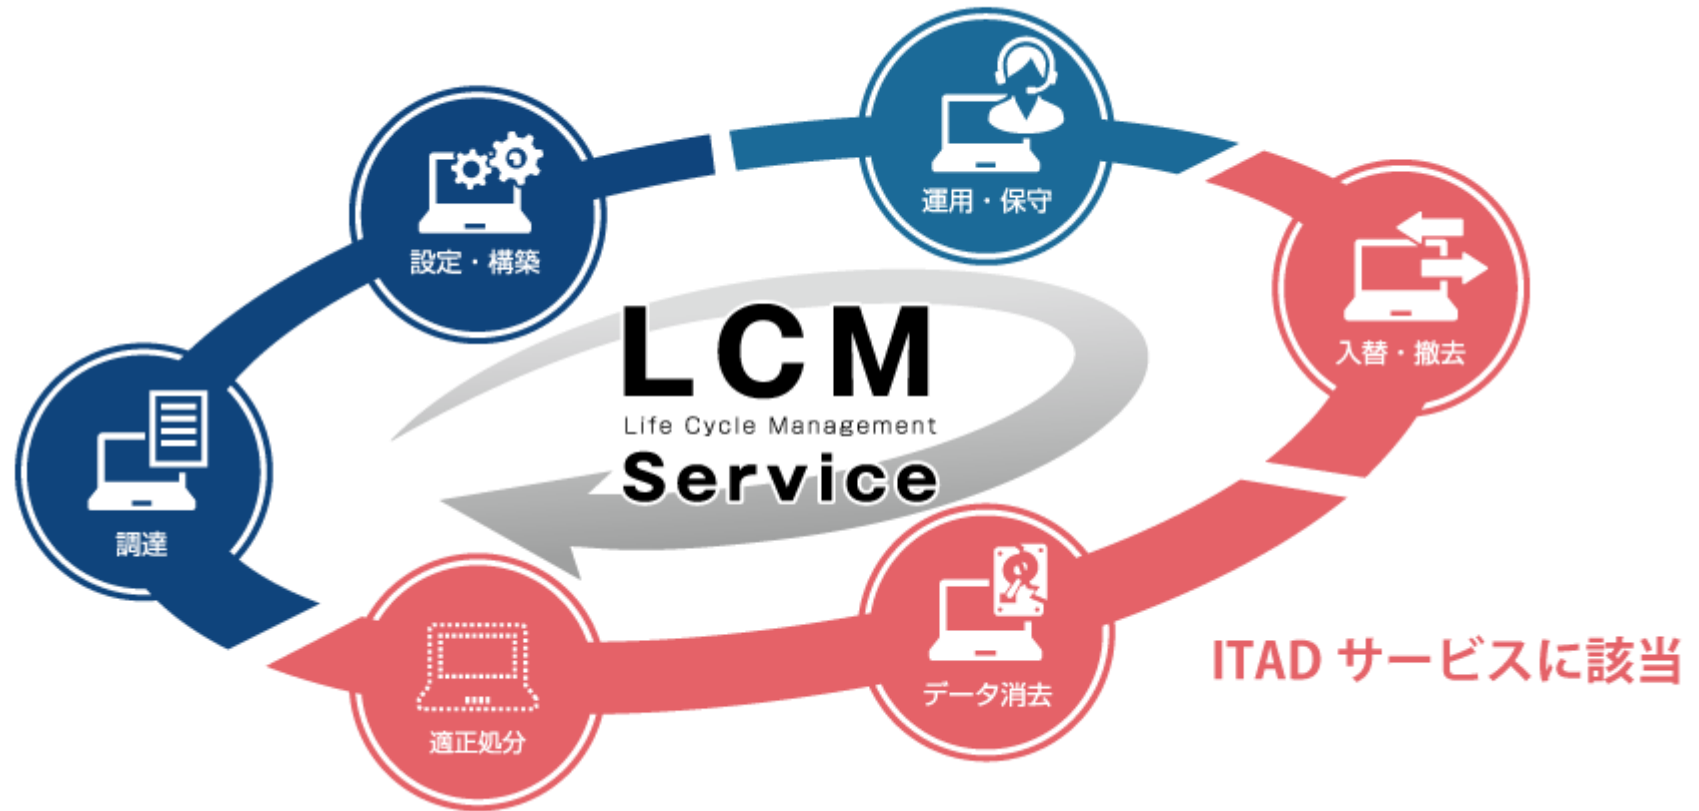 運用・保守
設定・構築
入替・撤去
LCM
Life Cycle Management
Service
調達
データ消去
適正処分
ITAD サービスに該当